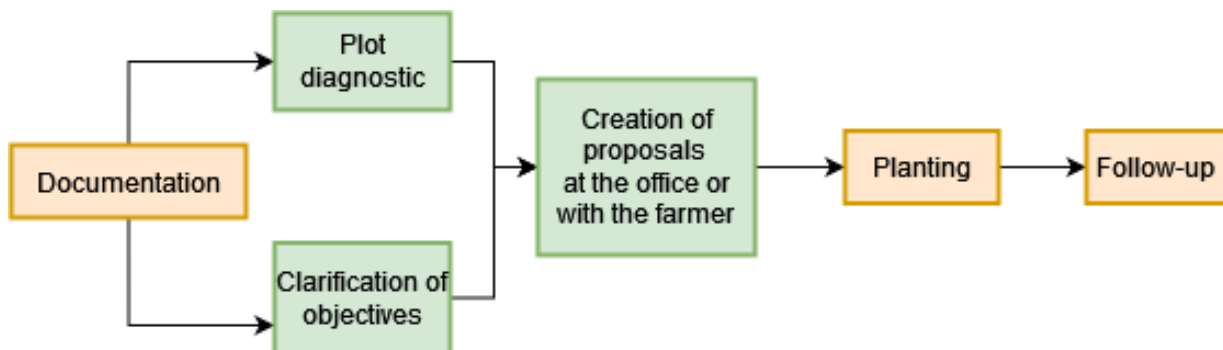 Plot
diagnostic
Documentation
Clarification of
objectives
Creation of
proposals
at the office or
with the farmer
Planting
Follow-up